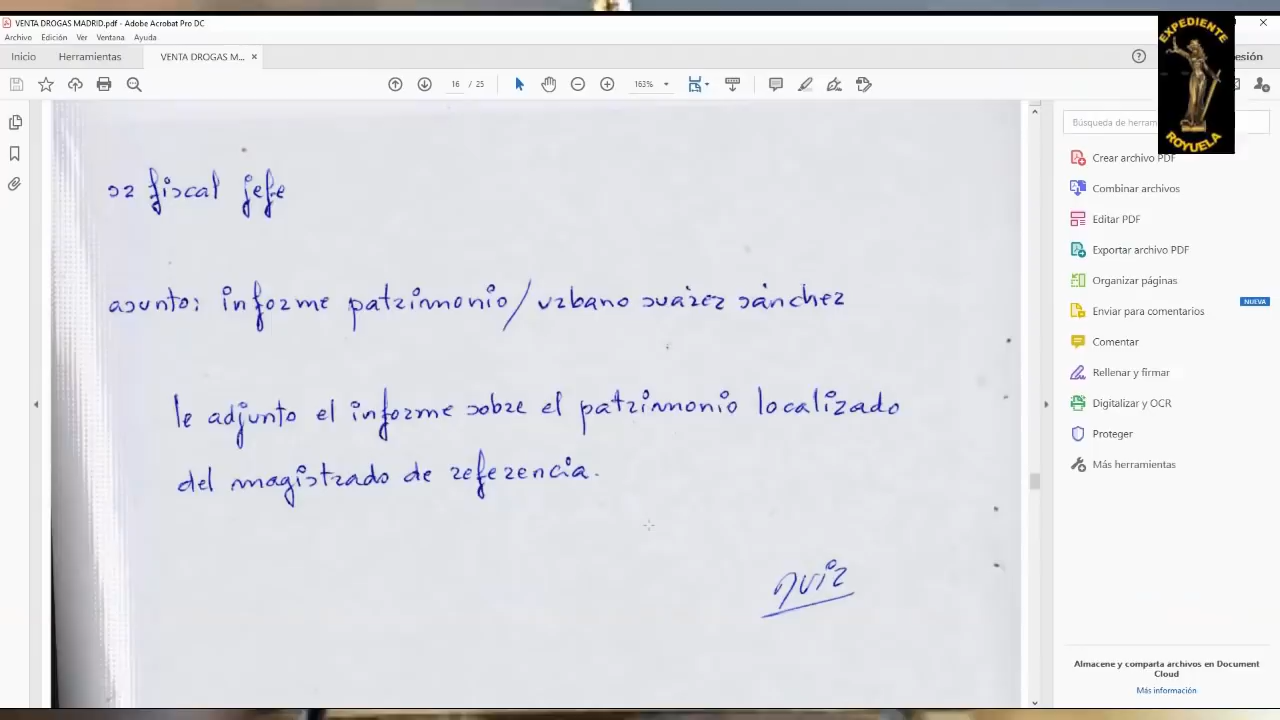 VENTA DROGAS MADRID.pdf - Adobe Acrobat Pro DC
Archivo Edición Ver Ventana Ayuda
Inicio Herramientas VENTA DROGAS M... ×
16 / 25 163%
EXPEDIENTE
ROYUELA
sr fiscal jefe
asunto: informe patrimonio/urbano suárez sánchez
le adjunto el informe sobre el patrimonio localizado
del magistrado de referencia.
Crear archivo PDF
Combinar archivos
Editar PDF
Exportar archivo PDF
Organizar páginas
Enviar para comentarios
NUEVA
Comentar
Rellenar y firmar
Digitalizar y OCR
Proteger
Más herramientas
Almacene y comparta archivos en Document
Cloud
Más información